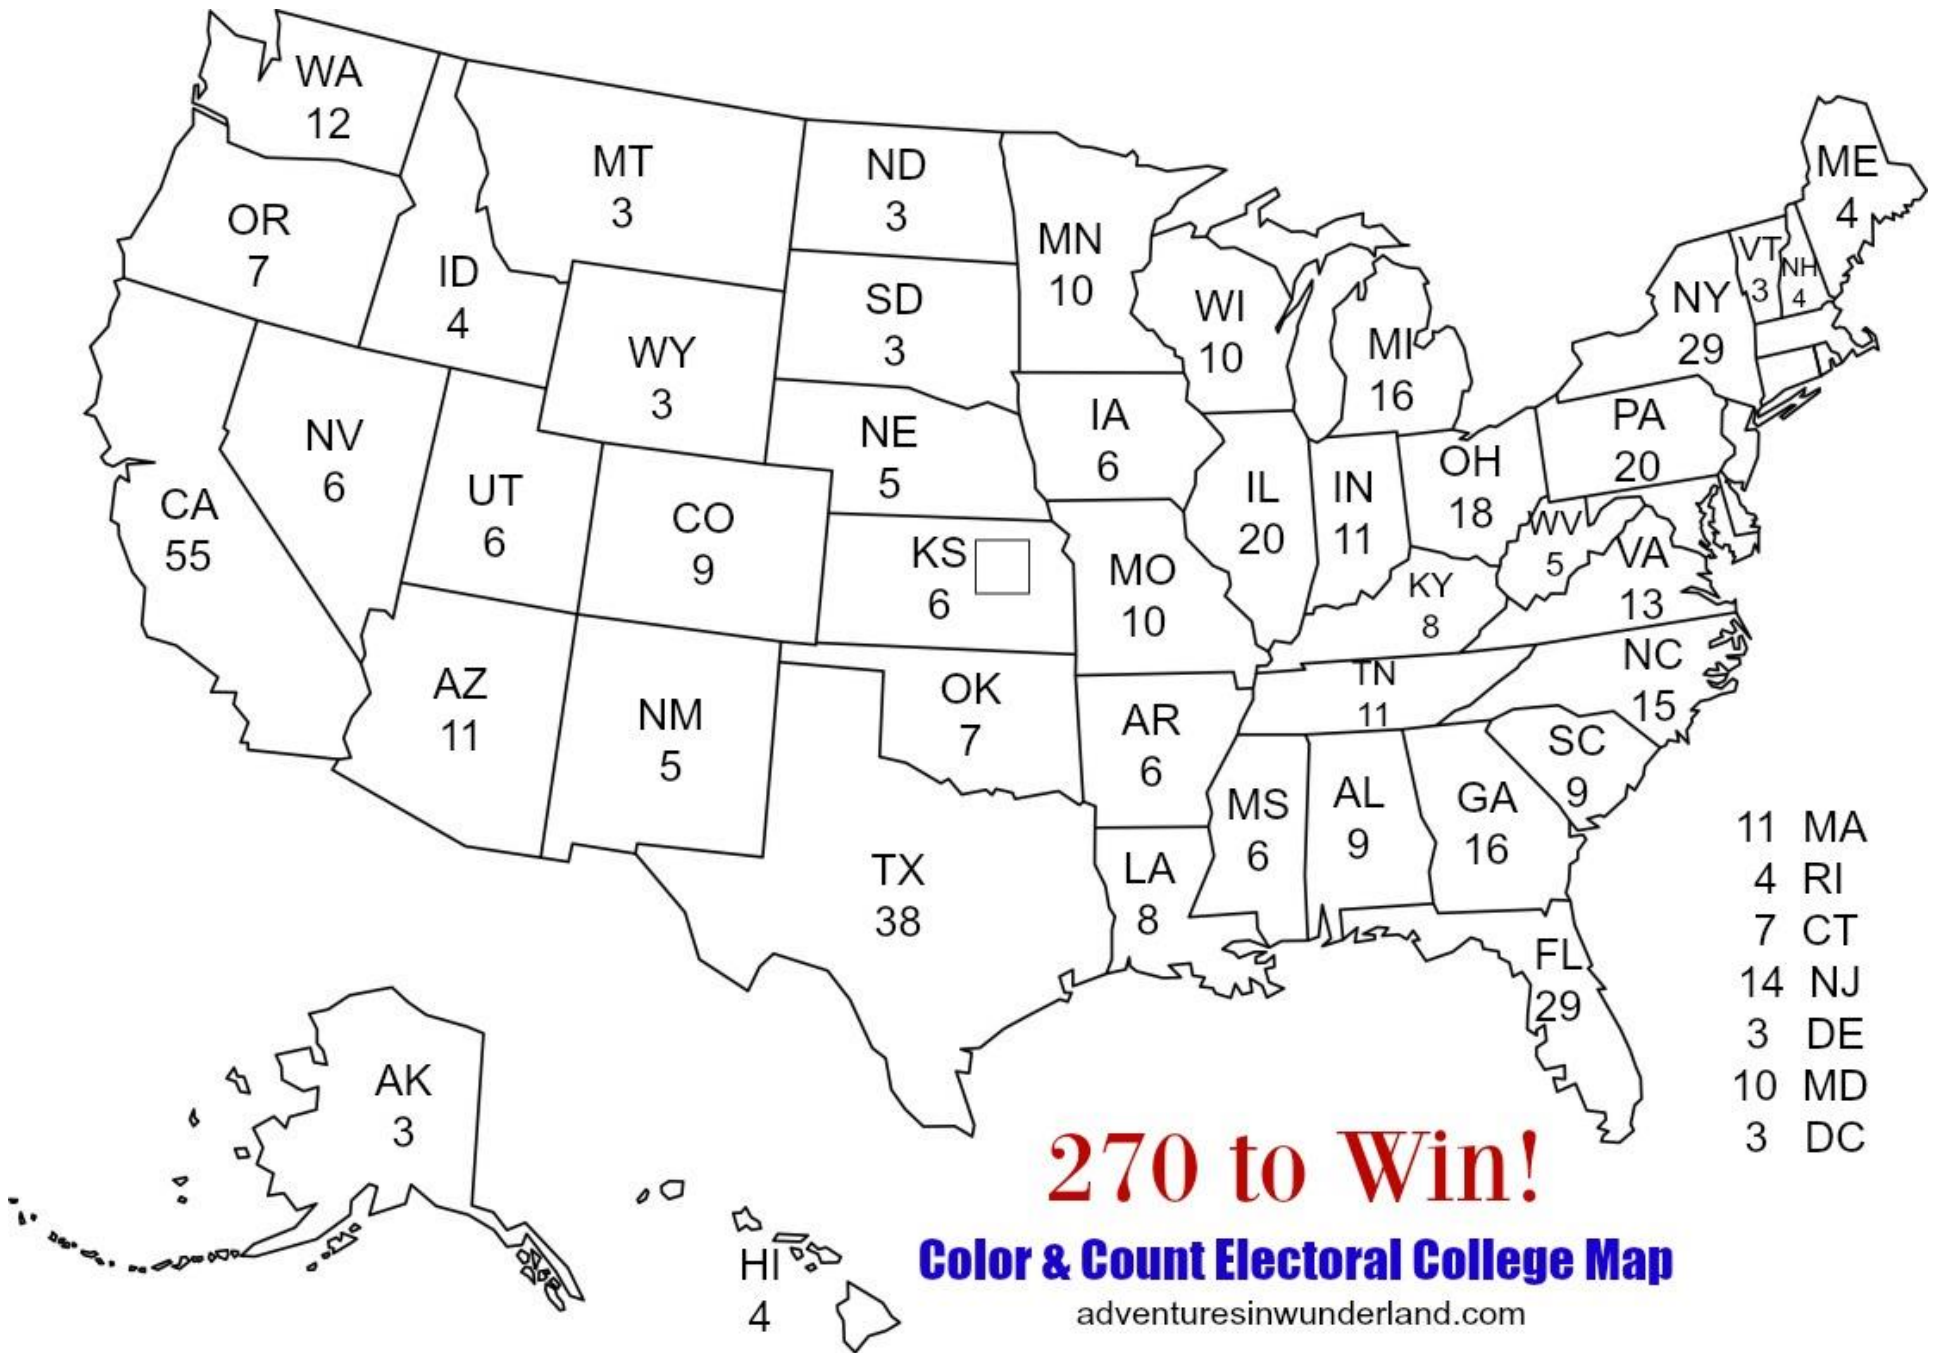 WA
12
MT
3
ND
3
MN
10
ME
4
OR
7
ID
4
SD
3
WI
10
VT
3
NH
4
NY
29
WY
3
MI
16
NV
6
NE
5
IA
6
PA
20
CA
55
UT
6
CO
9
KS
6
MO
10
IL
20
IN
11
OH
18
WV
5
VA
13
KY
8
AZ
11
NM
5
OK
7
AR
6
TN
11
NC
15
SC
9
TX
38
LA
8
MS
6
AL
9
GA
16
FL
29
11 MA
4 RI
7 CT
14 NJ
3 DE
10 MD
3 DC
AK
3
HI
4
270 to Win!
Color & Count Electoral College Map
adventuresinwunderland.com